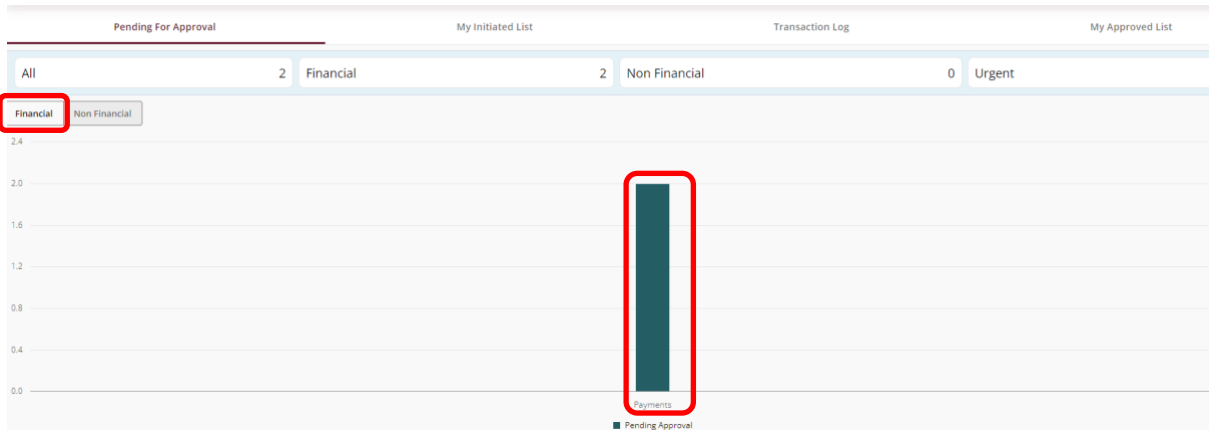 Pending For Approval My Initiated List Transaction Log My Approved List
All 2 Financial 2 Non Financial 0 Urgent
Financial Non Financial
2.4
2.0
1.6
1.2
0.8
0.4
0.0
Payments
Pending Approval